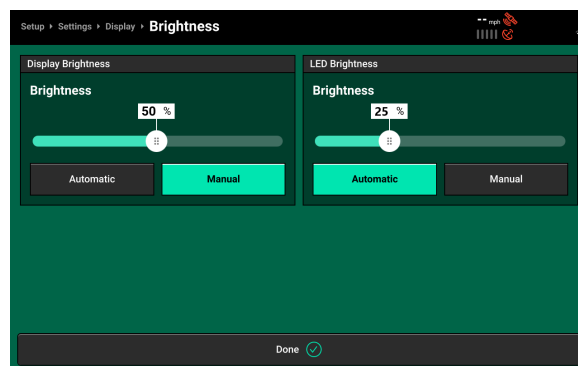 Setup › Settings › Display › Brightness
-- mph
Display Brightness
Brightness
50 %
Automatic
Manual
LED Brightness
Brightness
25 %
Automatic
Manual
Done